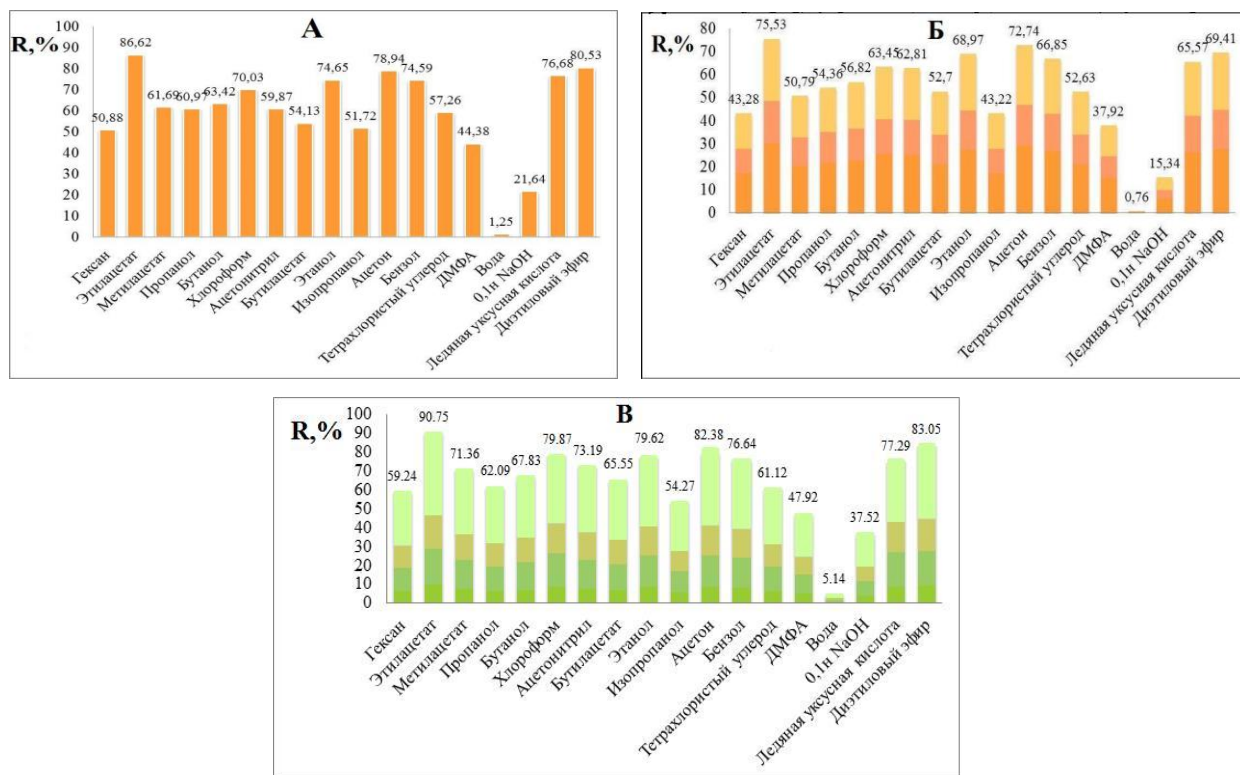 А
R,%
100
90
80
70
60
50
40
30
20
10
0
50,88
86,62
61,69
60,97
63,42
70,03
59,87
54,13
74,65
51,72
78,94
74,59
57,26
44,38
1,25
21,64
76,68
80,53
Гексан
Этилацетат
Метилацетат
Пропанол
Бутанол
Хлороформ
Ацетонитрил
Бутилацетат
Этанол
Изопропанол
Ацетон
Бензол
Тетрахлористый углерод
ДМФА
Вода
0,1н NaOH
Ледяная уксусная кислота
Диэтиловый эфир
Б
R,%
80
70
60
50
40
30
20
10
0
43,28
75,53
50,79
54,36
56,82
63,45
62,81
52,7
68,97
43,22
72,74
66,85
52,63
37,92
0,76
15,34
65,57
69,41
Гексан
Этилацетат
Метилацетат
Пропанол
Бутанол
Хлороформ
Ацетонитрил
Бутилацетат
Этанол
Изопропанол
Ацетон
Бензол
Тетрахлористый углерод
ДМФА
Вода
0,1н NaOH
Ледяная уксусная кислота
Диэтиловый эфир
В
R,%
100
90
80
70
60
50
40
30
20
10
0
59.24
90.75
71.36
62.09
67.83
79.87
73.19
65.55
79.62
54.27
82.38
76.64
61.12
47.92
5.14
37.52
77.29
83.05
Гексан
Этилацетат
Метилацетат
Пропанол
Бутанол
Хлороформ
Ацетонитрил
Бутилацетат
Этанол
Изопропанол
Ацетон
Бензол
Тетрахлористый углерод
ДМФА
Вода
0,1н NaOH
Ледяная уксусная кислота
Диэтиловый эфир